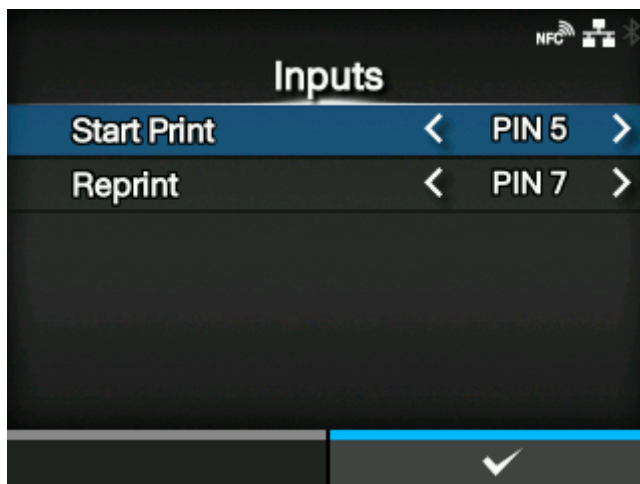 NFC
Inputs
Start Print < PIN 5 >
Reprint < PIN 7 >